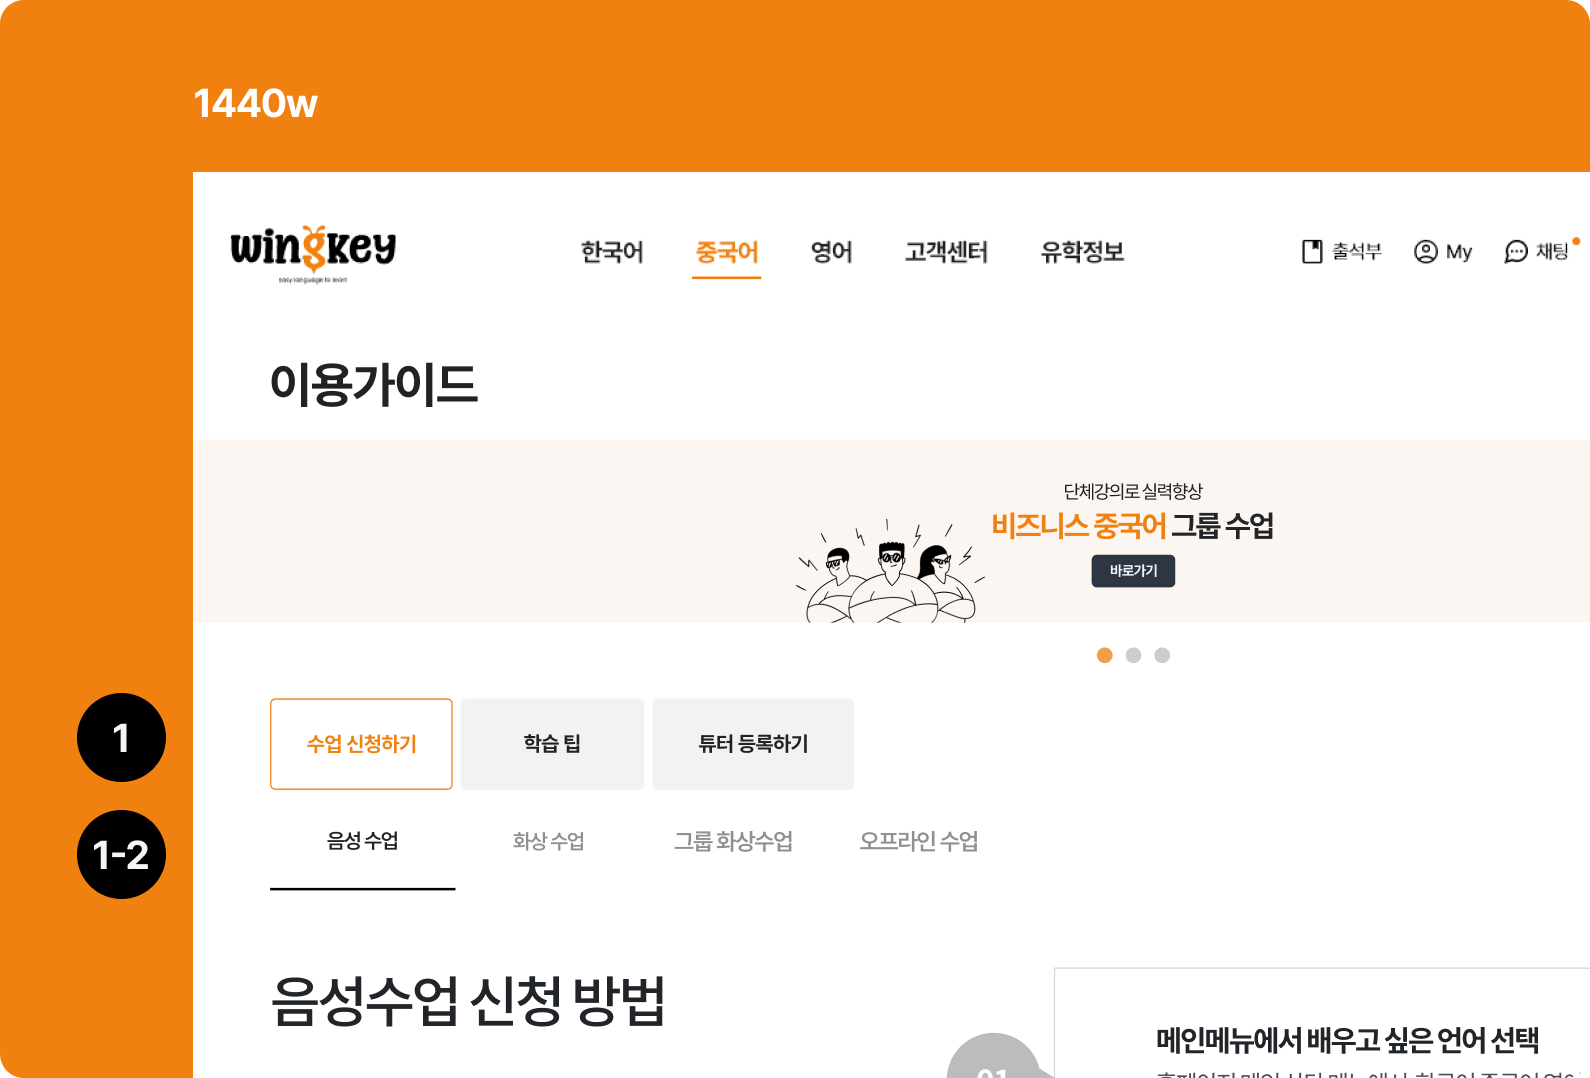 1440w
wingkey
easy language to learn
한국어 중국어 영어 고객센터 유학정보 출석부 My 채팅
이용가이드
단체강의로 실력향상
비즈니스 중국어 그룹 수업
바로가기
1
수업 신청하기 학습 팁 튜터 등록하기
1-2
음성 수업 화상 수업 그룹 화상수업 오프라인 수업
음성수업 신청 방법
메인메뉴에서 배우고 싶은 언어 선택
01